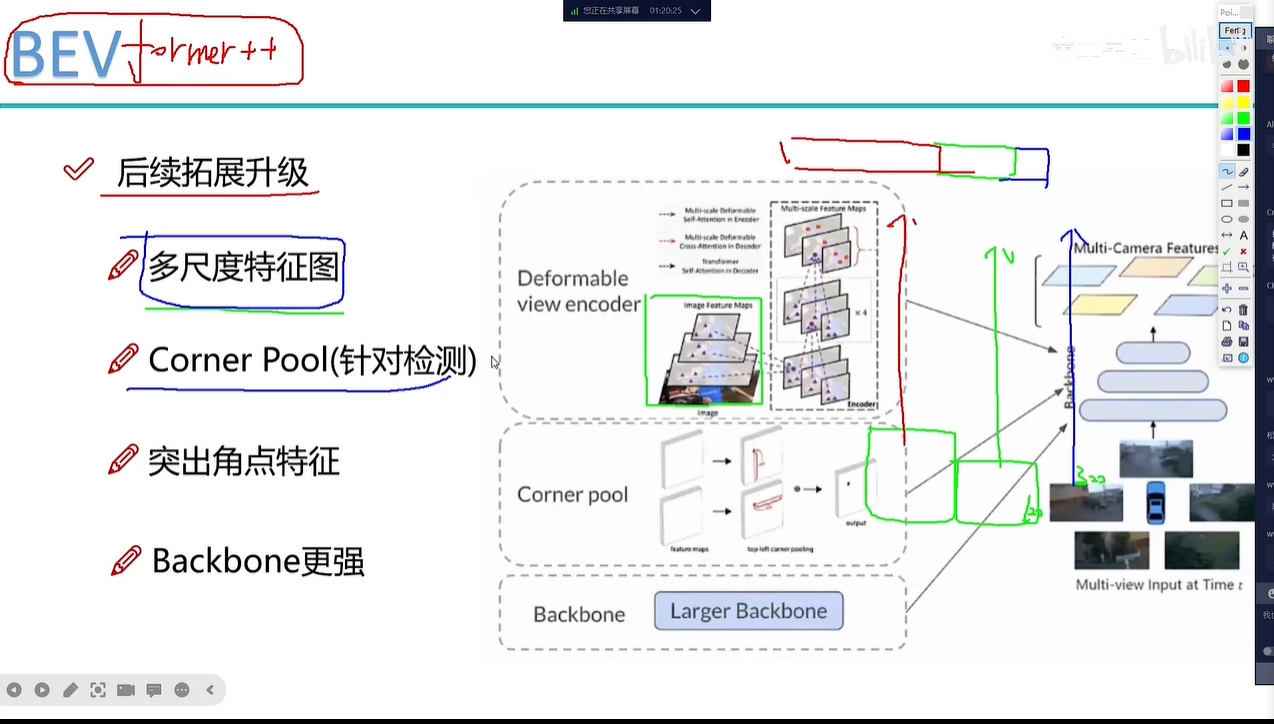 您正在共享屏幕 01:20:25
BEVformer++
后续拓展升级
多尺度特征图
Corner Pool(针对检测)
突出角点特征
Backbone更强
Deformable
view encoder
Multi-scale Deformable
Self-Attention in Encoder
Multi-scale Deformable
Cross-Attention in Decoder
Transformer
Self-Attention in Decoder
Image Feature Maps
Image
Multi-scale Feature Maps
× 4
Encoder
Corner pool
feature maps
top left corner pooling
output
Backbone
Larger Backbone
Multi-Camera Features
Backbone
Multi-view Input at Time t